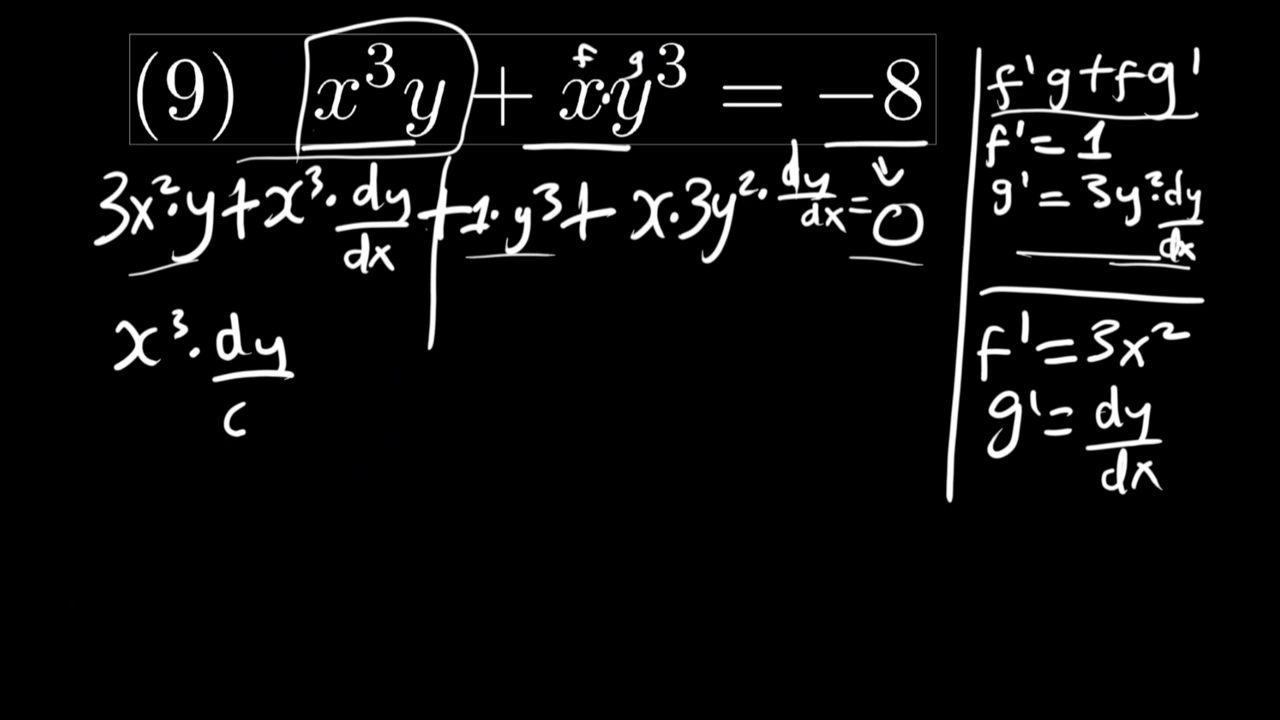 (9) x³y + x·y³ = −8
f g
3x²·y + x³·dy/dx + 1·y³ + x·3y²·dy/dx = 0
x³·dy/c
f'g+fg'
f' = 1
g' = 3y²·dy/dx
f' = 3x²
g' = dy/dx